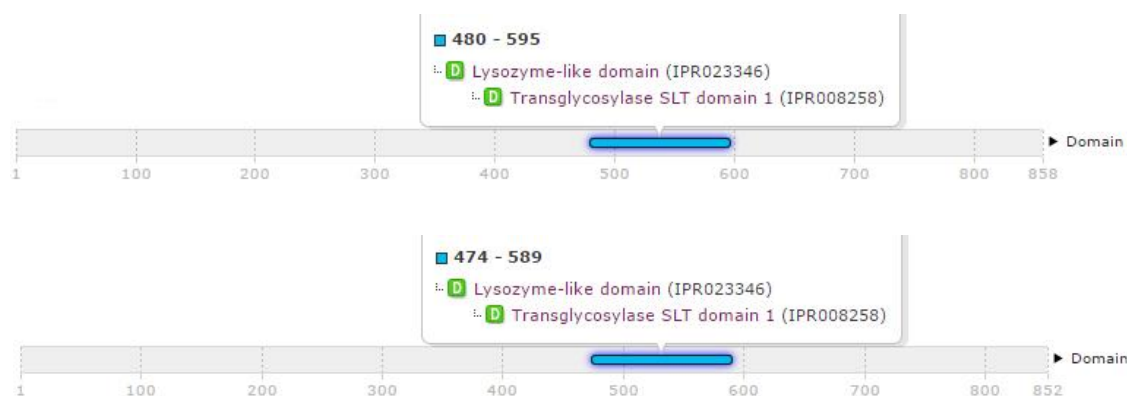 480 - 595
D Lysozyme-like domain (IPR023346)
D Transglycosylase SLT domain 1 (IPR008258)
Domain
1 100 200 300 400 500 600 700 800 858
474 - 589
D Lysozyme-like domain (IPR023346)
D Transglycosylase SLT domain 1 (IPR008258)
Domain
1 100 200 300 400 500 600 700 800 852